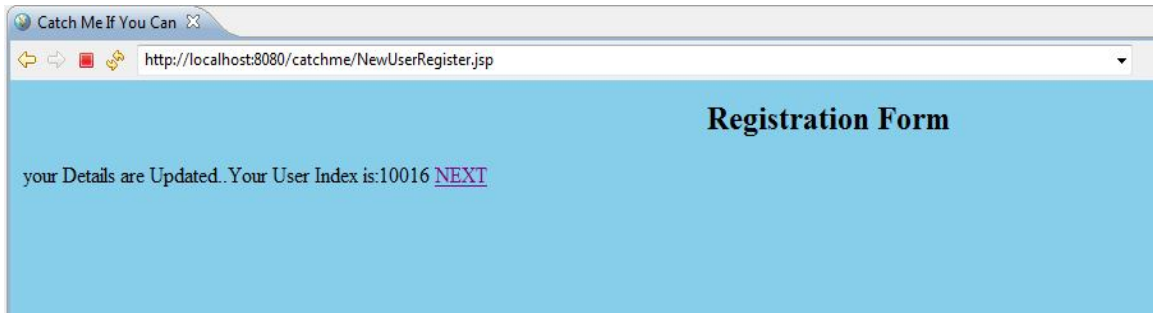 Catch Me If You Can
http://localhost:8080/catchme/NewUserRegister.jsp
Registration Form
your Details are Updated..Your User Index is:10016 NEXT